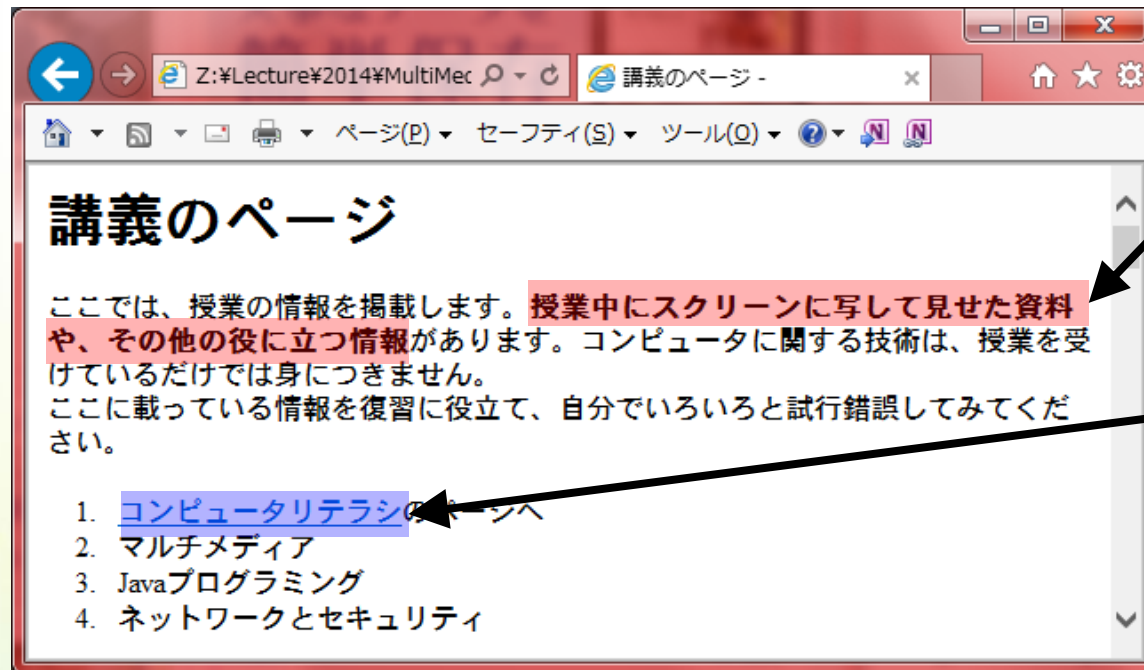 Z:¥Lecture¥2014¥MultiMec
講義のページ -
ページ(P) セーフティ(S) ツール(O)
講義のページ
ここでは、授業の情報を掲載します。授業中にスクリーンに写して見せた資料
や、その他の役に立つ情報があります。コンピュータに関する技術は、授業を受
けているだけでは身につきません。
ここに載っている情報を復習に役立て、自分でいろいろと試行錯誤してみてくだ
さい。
1. コンピュータリテラシのページへ
2. マルチメディア
3. Javaプログラミング
4. ネットワークとセキュリティ